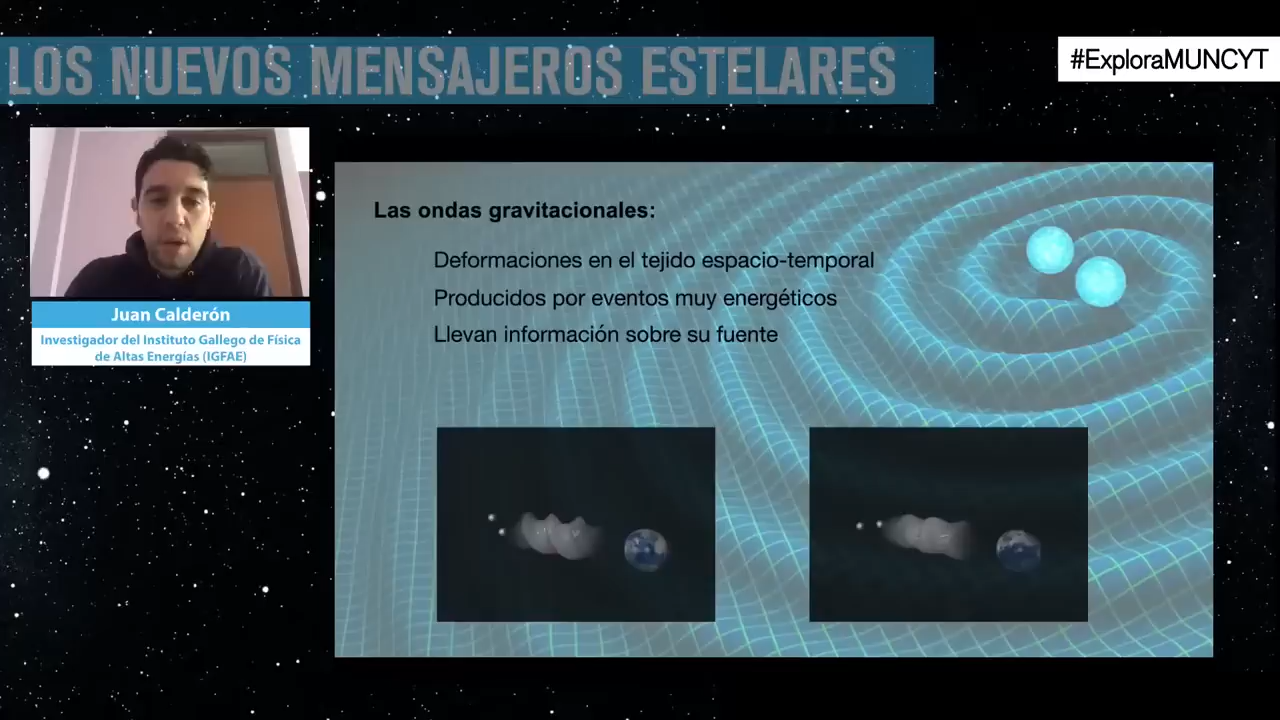 LOS NUEVOS MENSAJEROS ESTELARES
#ExploraMUNCYT
Juan Calderón
Investigador del Instituto Gallego de Física
de Altas Energías (IGFAE)
Las ondas gravitacionales:
Deformaciones en el tejido espacio-temporal
Producidos por eventos muy energéticos
Llevan información sobre su fuente